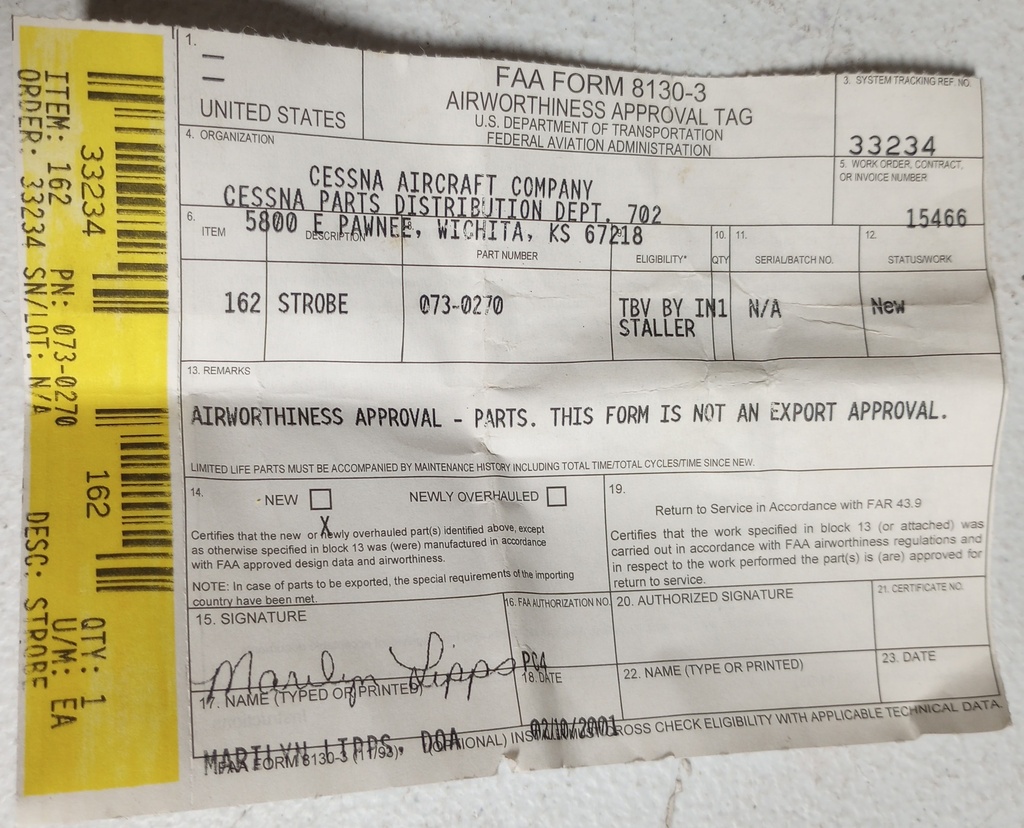 1.
UNITED STATES
FAA FORM 8130-3
AIRWORTHINESS APPROVAL TAG
U.S. DEPARTMENT OF TRANSPORTATION
FEDERAL AVIATION ADMINISTRATION
3. SYSTEM TRACKING REF. NO.
33234
4. ORGANIZATION
CESSNA AIRCRAFT COMPANY
CESSNA PARTS DISTRIBUTION DEPT. 702
5800 E PAWNEE, WICHITA, KS 67218
5. WORK ORDER, CONTRACT,
OR INVOICE NUMBER
15466
6.
ITEM
DESCRIPTION
PART NUMBER
ELIGIBILITY*
10.
QTY
11.
SERIAL/BATCH NO.
12.
STATUS/WORK
162
STROBE
073-0270
TBV BY IN
STALLER
1
N/A
New
13. REMARKS
AIRWORTHINESS APPROVAL - PARTS. THIS FORM IS NOT AN EXPORT APPROVAL.
LIMITED LIFE PARTS MUST BE ACCOMPANIED BY MAINTENANCE HISTORY INCLUDING TOTAL TIME/TOTAL CYCLES/TIME SINCE NEW.
14.
NEW
NEWLY OVERHAULED
X
Certifies that the new or newly overhauled part(s) identified above, except
as otherwise specified in block 13 was (were) manufactured in accordance
with FAA approved design data and airworthiness.
NOTE: In case of parts to be exported, the special requirements of the importing
country have been met.
19.
Return to Service in Accordance with FAR 43.9
Certifies that the work specified in block 13 (or attached) was
carried out in accordance with FAA airworthiness regulations and
in respect to the work performed the part(s) is (are) approved for
return to service.
15. SIGNATURE
Marilyn Lipps
16. FAA AUTHORIZATION NO.
PC4
20. AUTHORIZED SIGNATURE
21. CERTIFICATE NO.
17. NAME (TYPED OR PRINTED)
MARILYN LIPPS, DOA
18. DATE
02/10/2001
22. NAME (TYPE OR PRINTED)
23. DATE
FAA FORM 8130-3 (11/93)
CROSS CHECK ELIGIBILITY WITH APPLICABLE TECHNICAL DATA.
33234
162
QTY: 1
ITEM: 162
PN: 073-0270
U/M: EA
ORDER: 33234 SN/LOT: N/A
DESC: STROBE